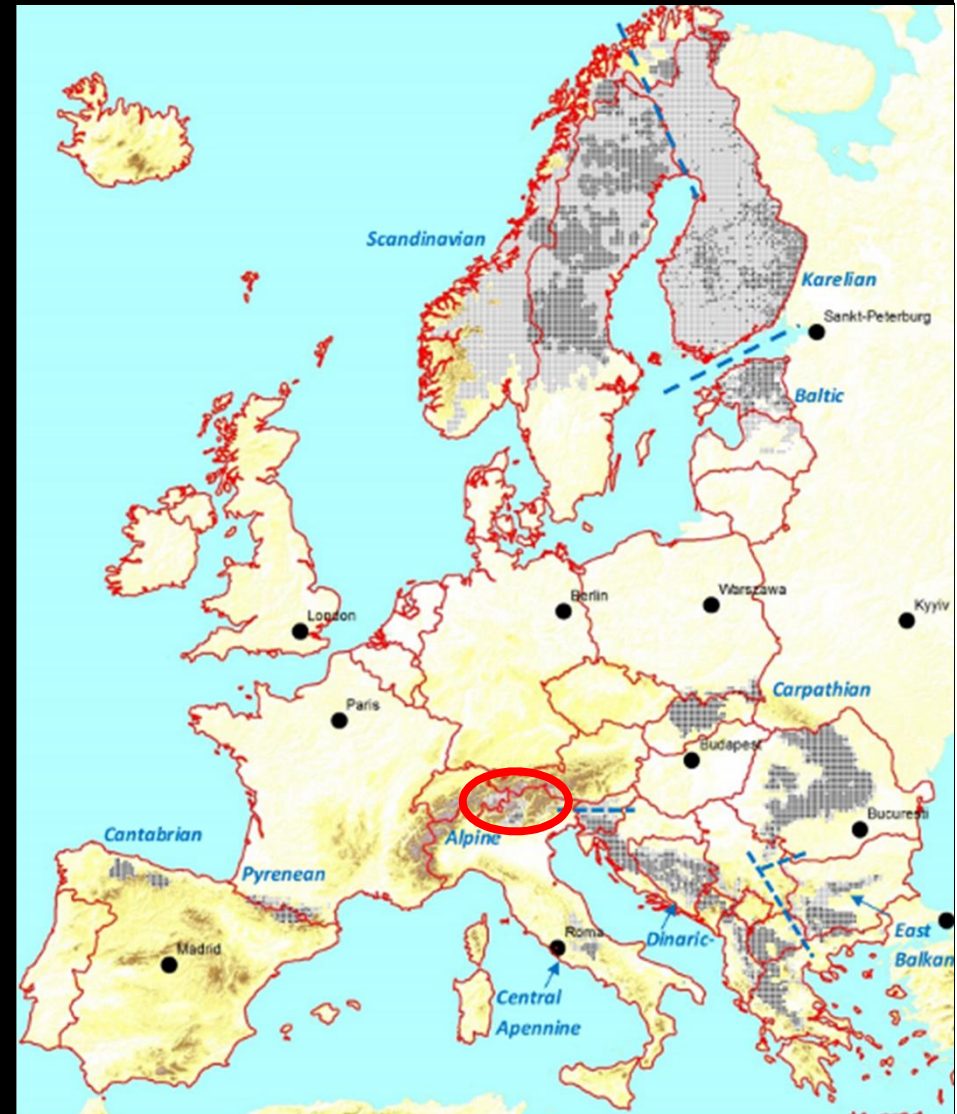 Scandinavian
Karelian
Sankt-Peterburg
Baltic
Berlin
Warszawa
Kyyiv
London
Carpathian
Paris
Budapest
Bucuresti
Cantabrian
Alpine
Pyrenean
Madrid
Roma
Dinaric-
East
Balkan
Central
Apennine